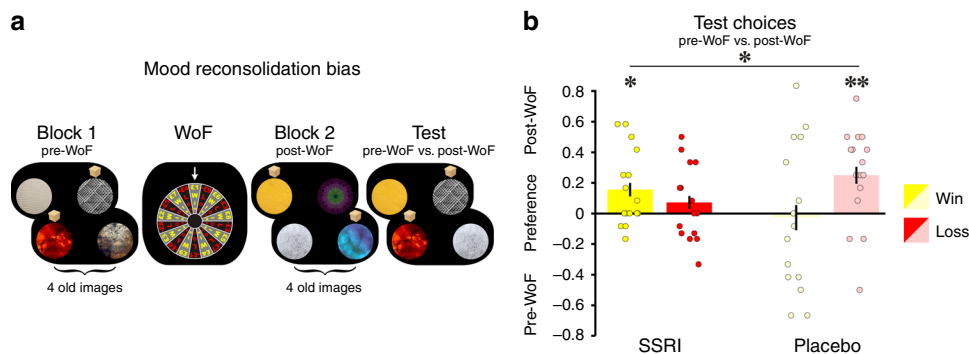 a
Mood reconsolidation bias
Block 1
pre-WoF
WoF
Block 2
post-WoF
Test
pre-WoF vs. post-WoF
4 old images
4 old images
b
Test choices
pre-WoF vs. post-WoF
*
*
**
Post-WoF
Preference
Pre-WoF
0.8
0.6
0.4
0.2
0
–0.2
–0.4
–0.6
–0.8
SSRI
Placebo
Win
Loss